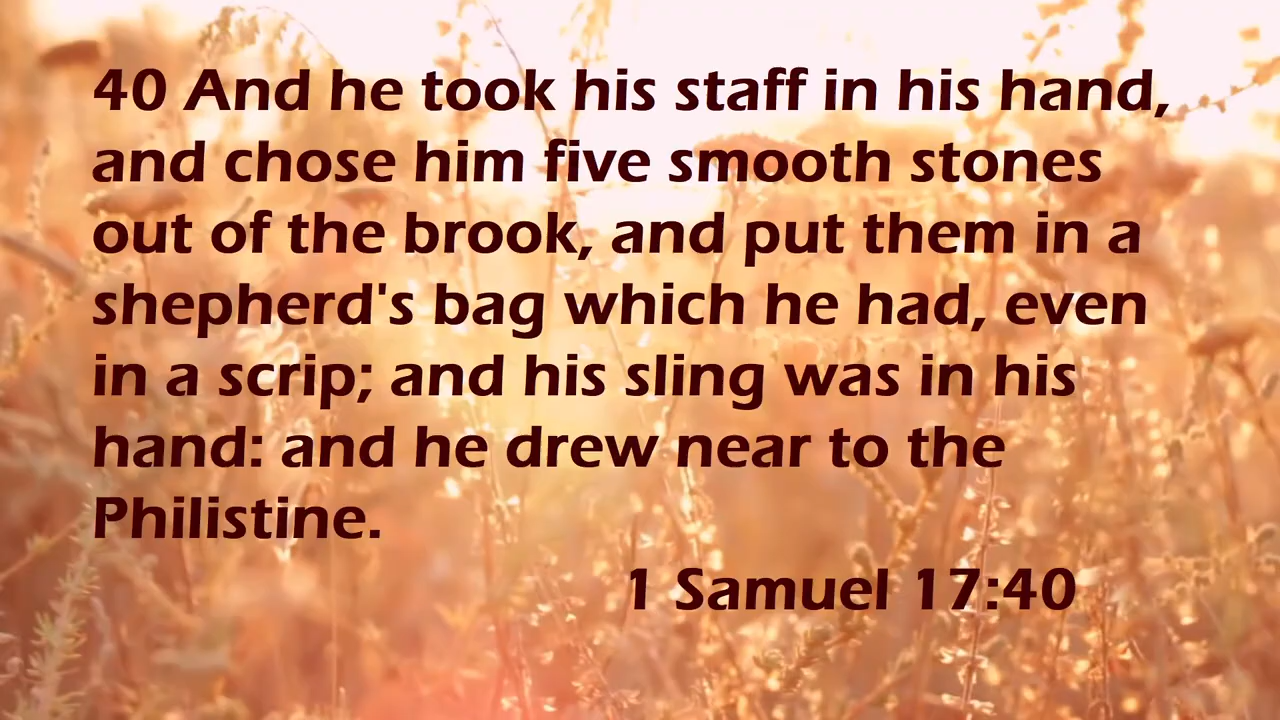 40 And he took his staff in his hand,
and chose him five smooth stones
out of the brook, and put them in a
shepherd's bag which he had, even
in a scrip; and his sling was in his
hand: and he drew near to the
Philistine.
1 Samuel 17:40